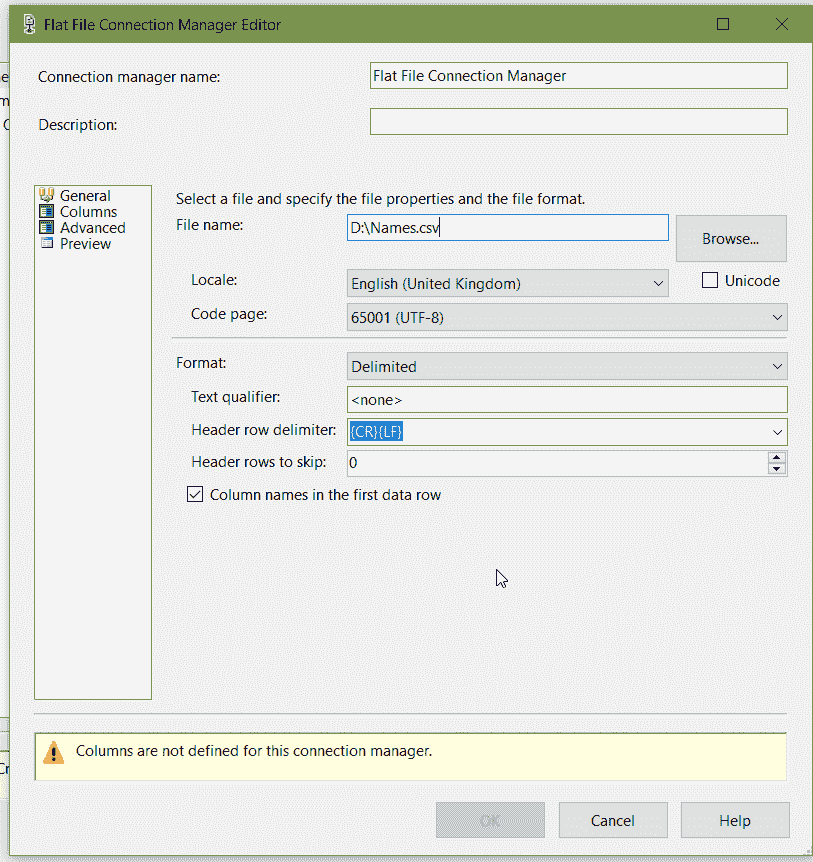 Flat File Connection Manager Editor
Connection manager name:
Flat File Connection Manager
Description:
General
Columns
Advanced
Preview
Select a file and specify the file properties and the file format.
File name:
D:\Names.csv
Browse...
Locale:
English (United Kingdom)
Unicode
Code page:
65001 (UTF-8)
Format:
Delimited
Text qualifier:
<none>
Header row delimiter:
{CR}{LF}
Header rows to skip:
0
Column names in the first data row
Columns are not defined for this connection manager.
OK
Cancel
Help